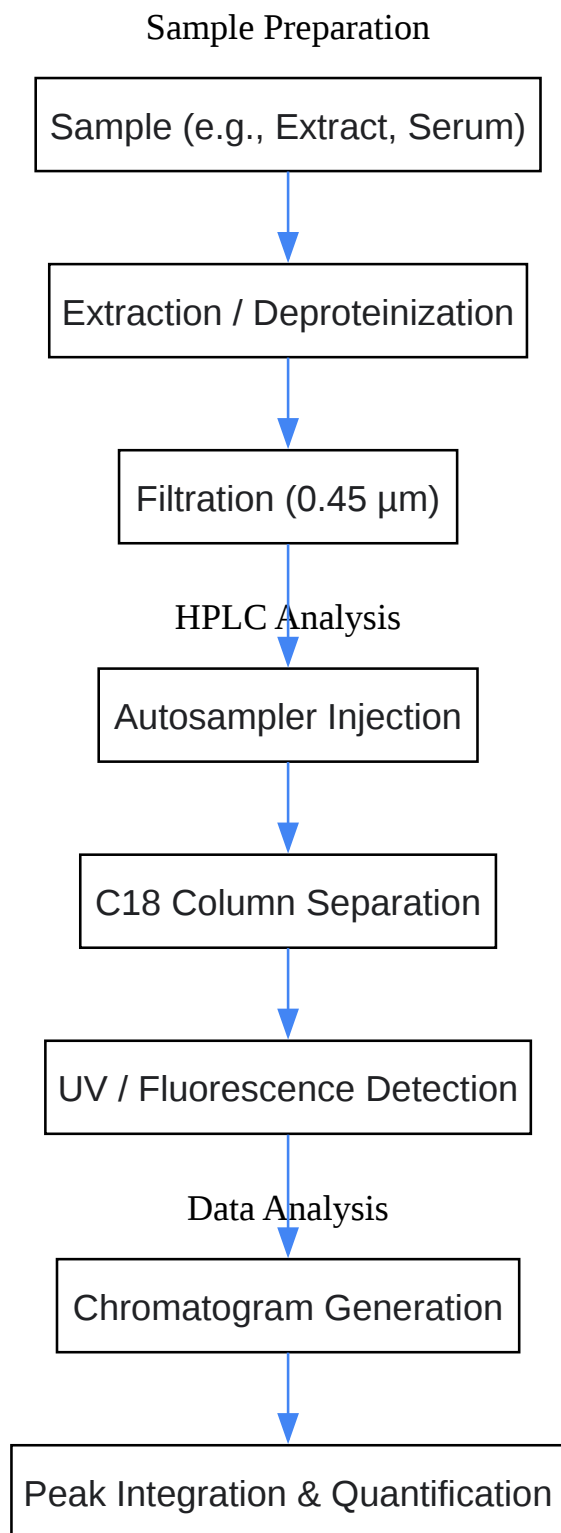 Sample Preparation
Sample (e.g., Extract, Serum)
Extraction / Deproteinization
Filtration (0.45 µm)
HPLC Analysis
Autosampler Injection
C18 Column Separation
UV / Fluorescence Detection
Data Analysis
Chromatogram Generation
Peak Integration & Quantification